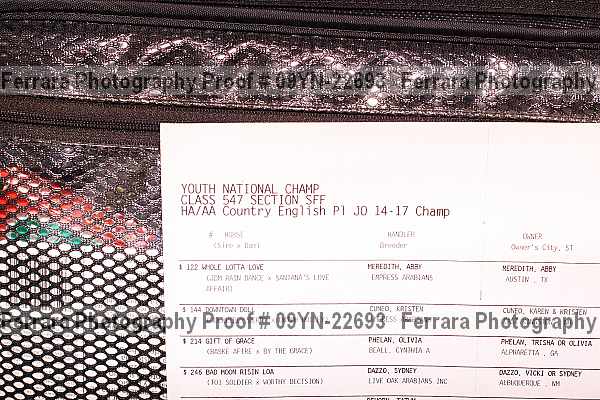 Ferrara Photography Proof # 09YN-22693 Ferrara Photography
YOUTH NATIONAL CHAMP
CLASS 547 SECTION SFF
HA/AA Country English Pl JO 14-17 Champ
# HORSE HANDLER OWNER
(Sire x Dam) Breeder Owner's City, ST
$ 122 WHOLE LOTTA LOVE MEREDITH, ABBY MEREDITH, ABBY
(GDM RAIN DANCE x SANTANA'S LOVE EMPRESS ARABIANS AUSTIN , TX
AFFAIR)
$ 144 DOWNTOWN DOLL CUNEO, KRISTEN CUNEO, KAREN & KRISTEN
Ferrara Photography Proof # 09YN-22693 Ferrara Photography
$ 214 GIFT OF GRACE PHELAN, OLIVIA PHELAN, TRISHA OR OLIVIA
(BASKE AFIRE x BY THE GRACE) BEALL, CYNTHIA A ALPHARETTA , GA
$ 246 BAD MOON RISIN LOA DAZZO, SYDNEY DAZZO, VICKI OR SYDNEY
(TOI SOLDIER x WORTHY DECISION) LIVE OAK ARABIANS INC ALBUQUERQUE , NM